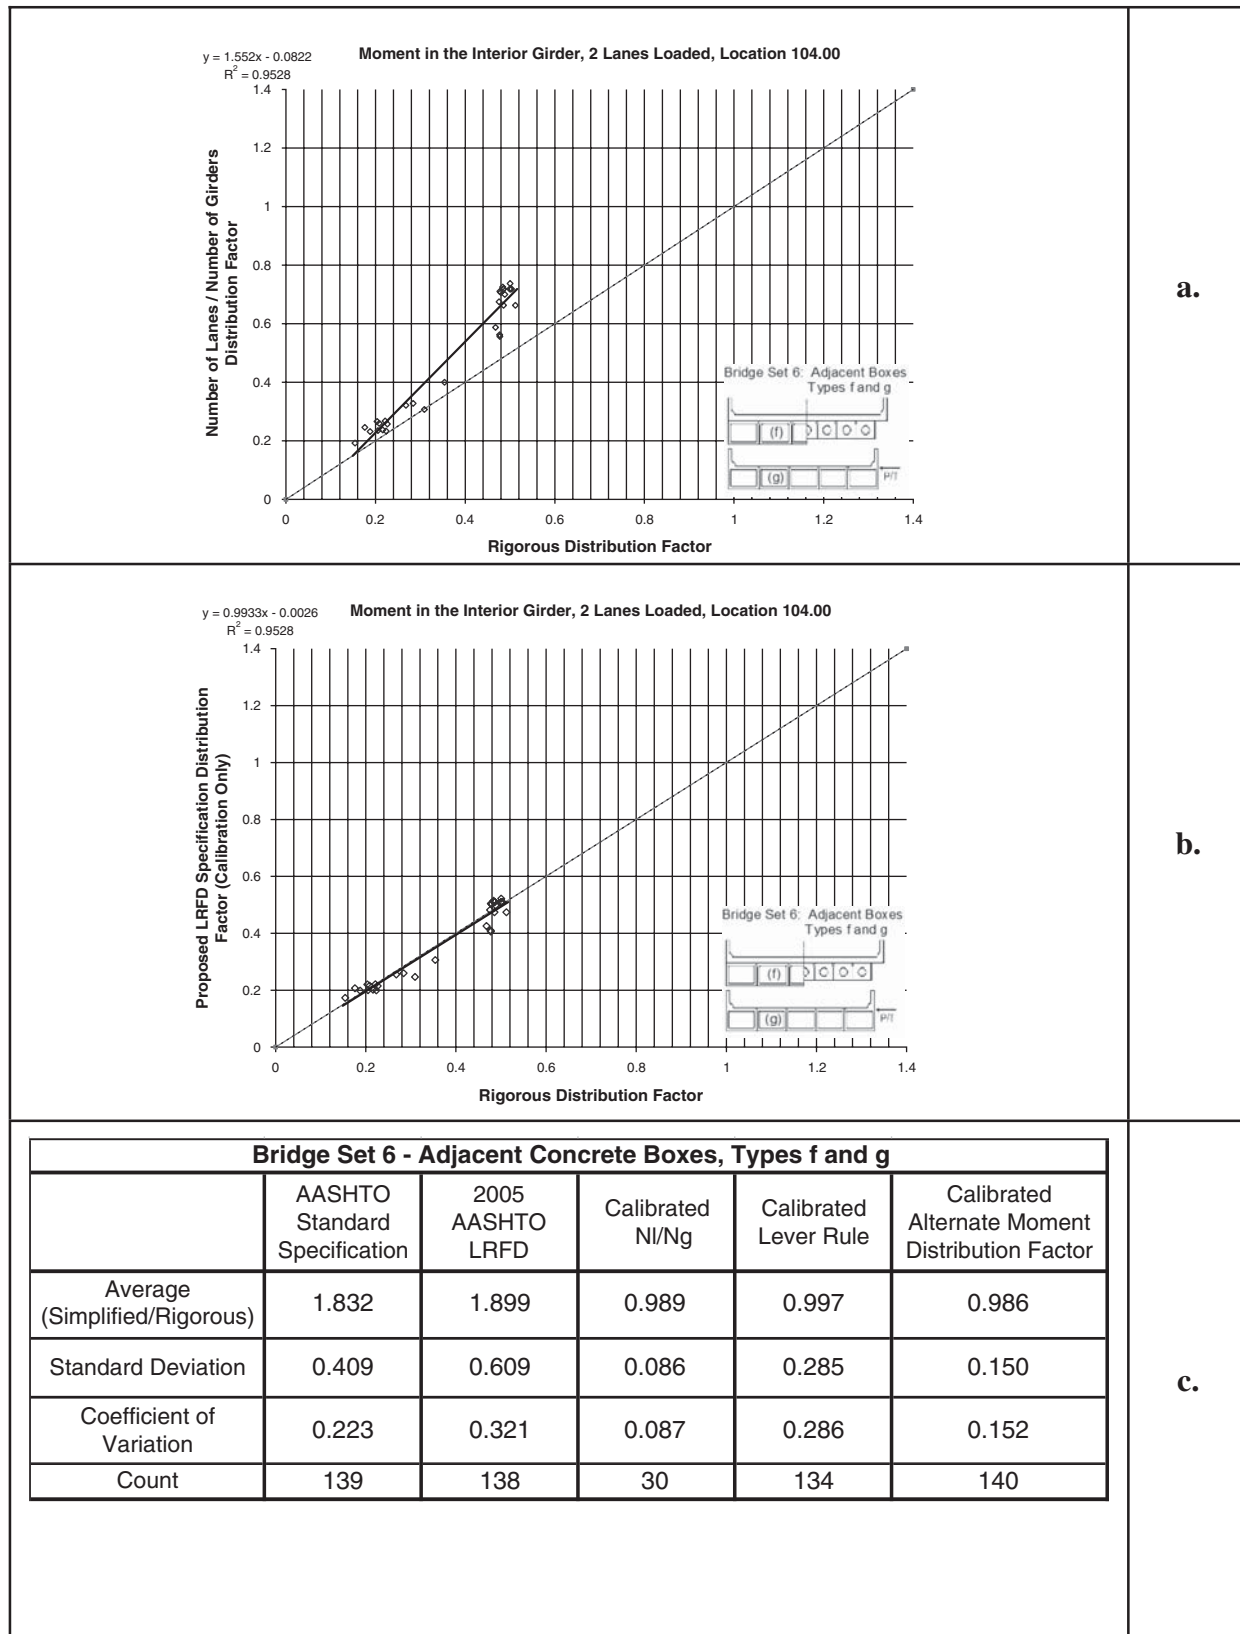 y = 1.552x - 0.0822
R² = 0.9528
Moment in the Interior Girder, 2 Lanes Loaded, Location 104.00
Number of Lanes / Number of Girders
Distribution Factor
1.4
1.2
1
0.8
0.6
0.4
0.2
0
0 0.2 0.4 0.6 0.8 1 1.2 1.4
Rigorous Distribution Factor
Bridge Set 6: Adjacent Boxes
Types f and g
(f)
(g)
P/T
a.
y = 0.9933x - 0.0026
R² = 0.9528
Moment in the Interior Girder, 2 Lanes Loaded, Location 104.00
Proposed LRFD Specification Distribution
Factor (Calibration Only)
1.4
1.2
1
0.8
0.6
0.4
0.2
0
0 0.2 0.4 0.6 0.8 1 1.2 1.4
Rigorous Distribution Factor
Bridge Set 6: Adjacent Boxes
Types f and g
(f)
(g)
P/T
b.
Bridge Set 6 - Adjacent Concrete Boxes, Types f and g
AASHTO
Standard
Specification
2005
AASHTO
LRFD
Calibrated
Nl/Ng
Calibrated
Lever Rule
Calibrated
Alternate Moment
Distribution Factor
Average
(Simplified/Rigorous)
1.832 1.899 0.989 0.997 0.986
Standard Deviation 0.409 0.609 0.086 0.285 0.150
Coefficient of
Variation
0.223 0.321 0.087 0.286 0.152
Count 139 138 30 134 140
c.